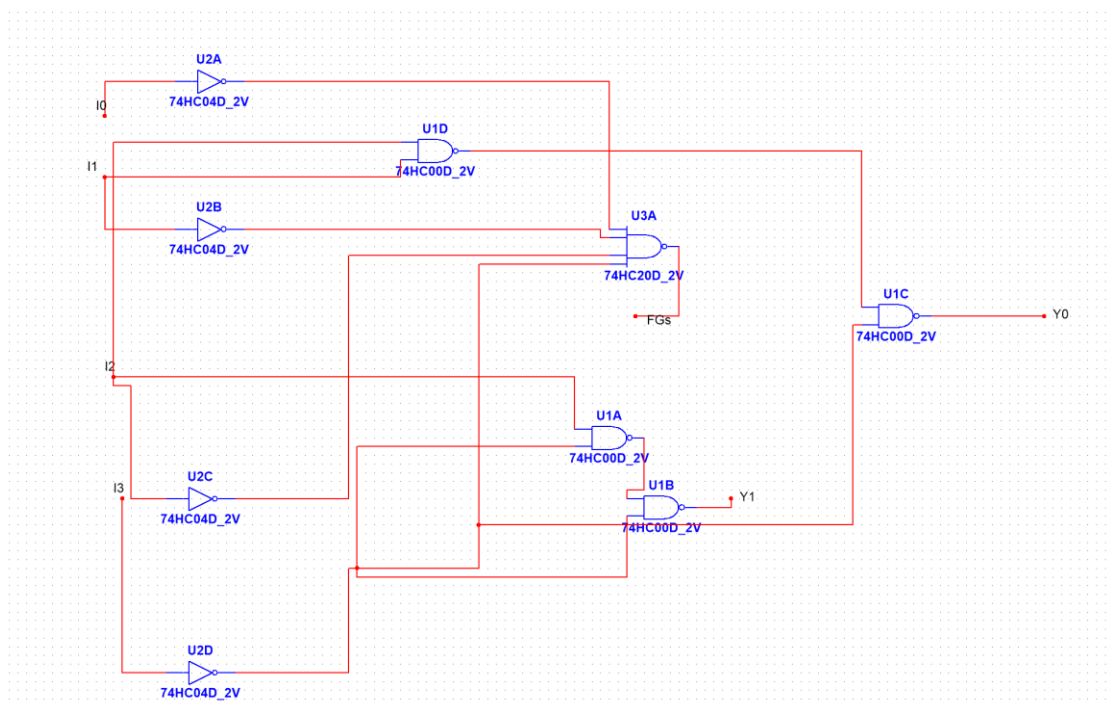 U2A
74HC04D_2V
I0
U1D
74HC00D_2V
I1
U2B
74HC04D_2V
U3A
74HC20D_2V
FGs
U1C
74HC00D_2V
Y0
I2
U1A
74HC00D_2V
U2C
74HC04D_2V
I3
U1B
74HC00D_2V
Y1
U2D
74HC04D_2V